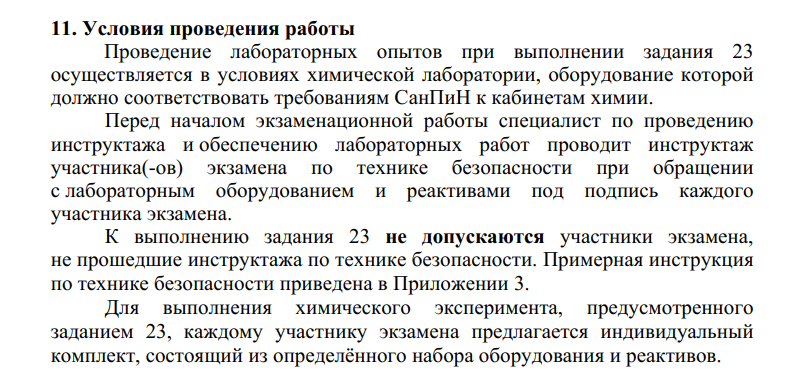 11. Условия проведения работы
Проведение лабораторных опытов при выполнении задания 23
осуществляется в условиях химической лаборатории, оборудование которой
должно соответствовать требованиям СанПиН к кабинетам химии.
Перед началом экзаменационной работы специалист по проведению
инструктажа и обеспечению лабораторных работ проводит инструктаж
участника(-ов) экзамена по технике безопасности при обращении
с лабораторным оборудованием и реактивами под подпись каждого
участника экзамена.
К выполнению задания 23 не допускаются участники экзамена,
не прошедшие инструктажа по технике безопасности. Примерная инструкция
по технике безопасности приведена в Приложении 3.
Для выполнения химического эксперимента, предусмотренного
заданием 23, каждому участнику экзамена предлагается индивидуальный
комплект, состоящий из определённого набора оборудования и реактивов.